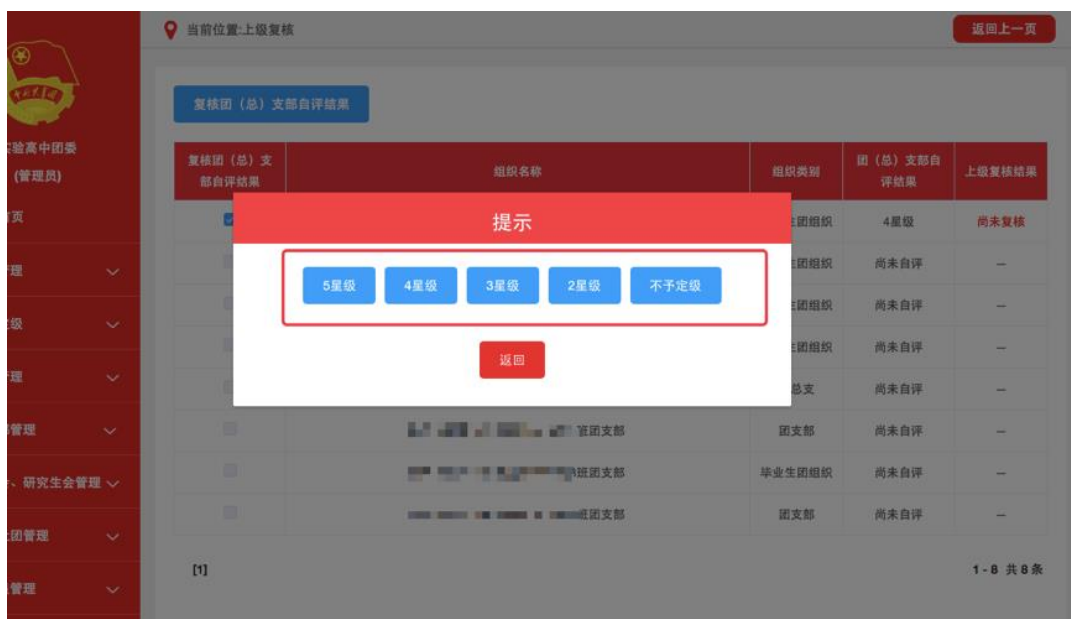 当前位置:上级复核
返回上一页
验高中团委
(管理员)
页
理
级
理
管理
、研究生会管理
团管理
管理
复核团（总）支部自评结果
复核团（总）支部自评结果 组织名称 组织类别 团（总）支部自评结果 上级复核结果
团组织 4星级 尚未复核
团组织 尚未自评 —
团组织 尚未自评 —
团组织 尚未自评 —
总支 尚未自评 —
班团支部 团支部 尚未自评 —
班团支部 毕业生团组织 尚未自评 —
团支部 团支部 尚未自评 —
提示
5星级 4星级 3星级 2星级 不予定级
返回
[1]
1-8 共8条